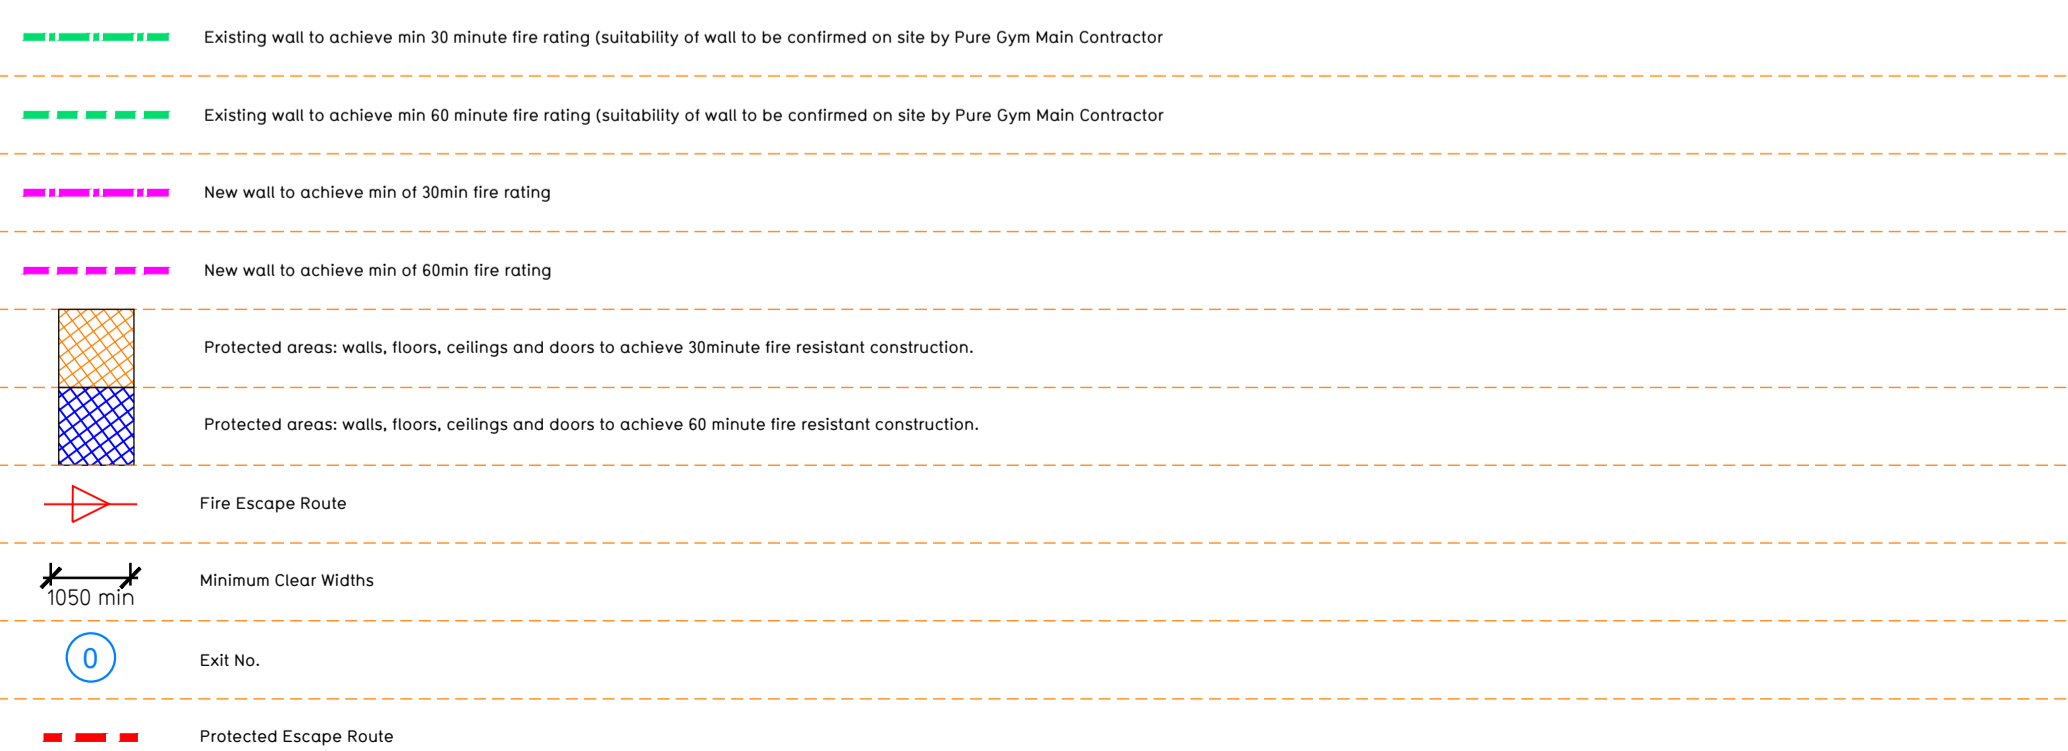 Existing wall to achieve min 30 minute fire rating (suitability of wall to be confirmed on site by Pure Gym Main Contractor
Existing wall to achieve min 60 minute fire rating (suitability of wall to be confirmed on site by Pure Gym Main Contractor
New wall to achieve min of 30min fire rating
New wall to achieve min of 60min fire rating
Protected areas: walls, floors, ceilings and doors to achieve 30minute fire resistant construction.
Protected areas: walls, floors, ceilings and doors to achieve 60 minute fire resistant construction.
Fire Escape Route
Minimum Clear Widths
1050 min
0
Exit No.
Protected Escape Route